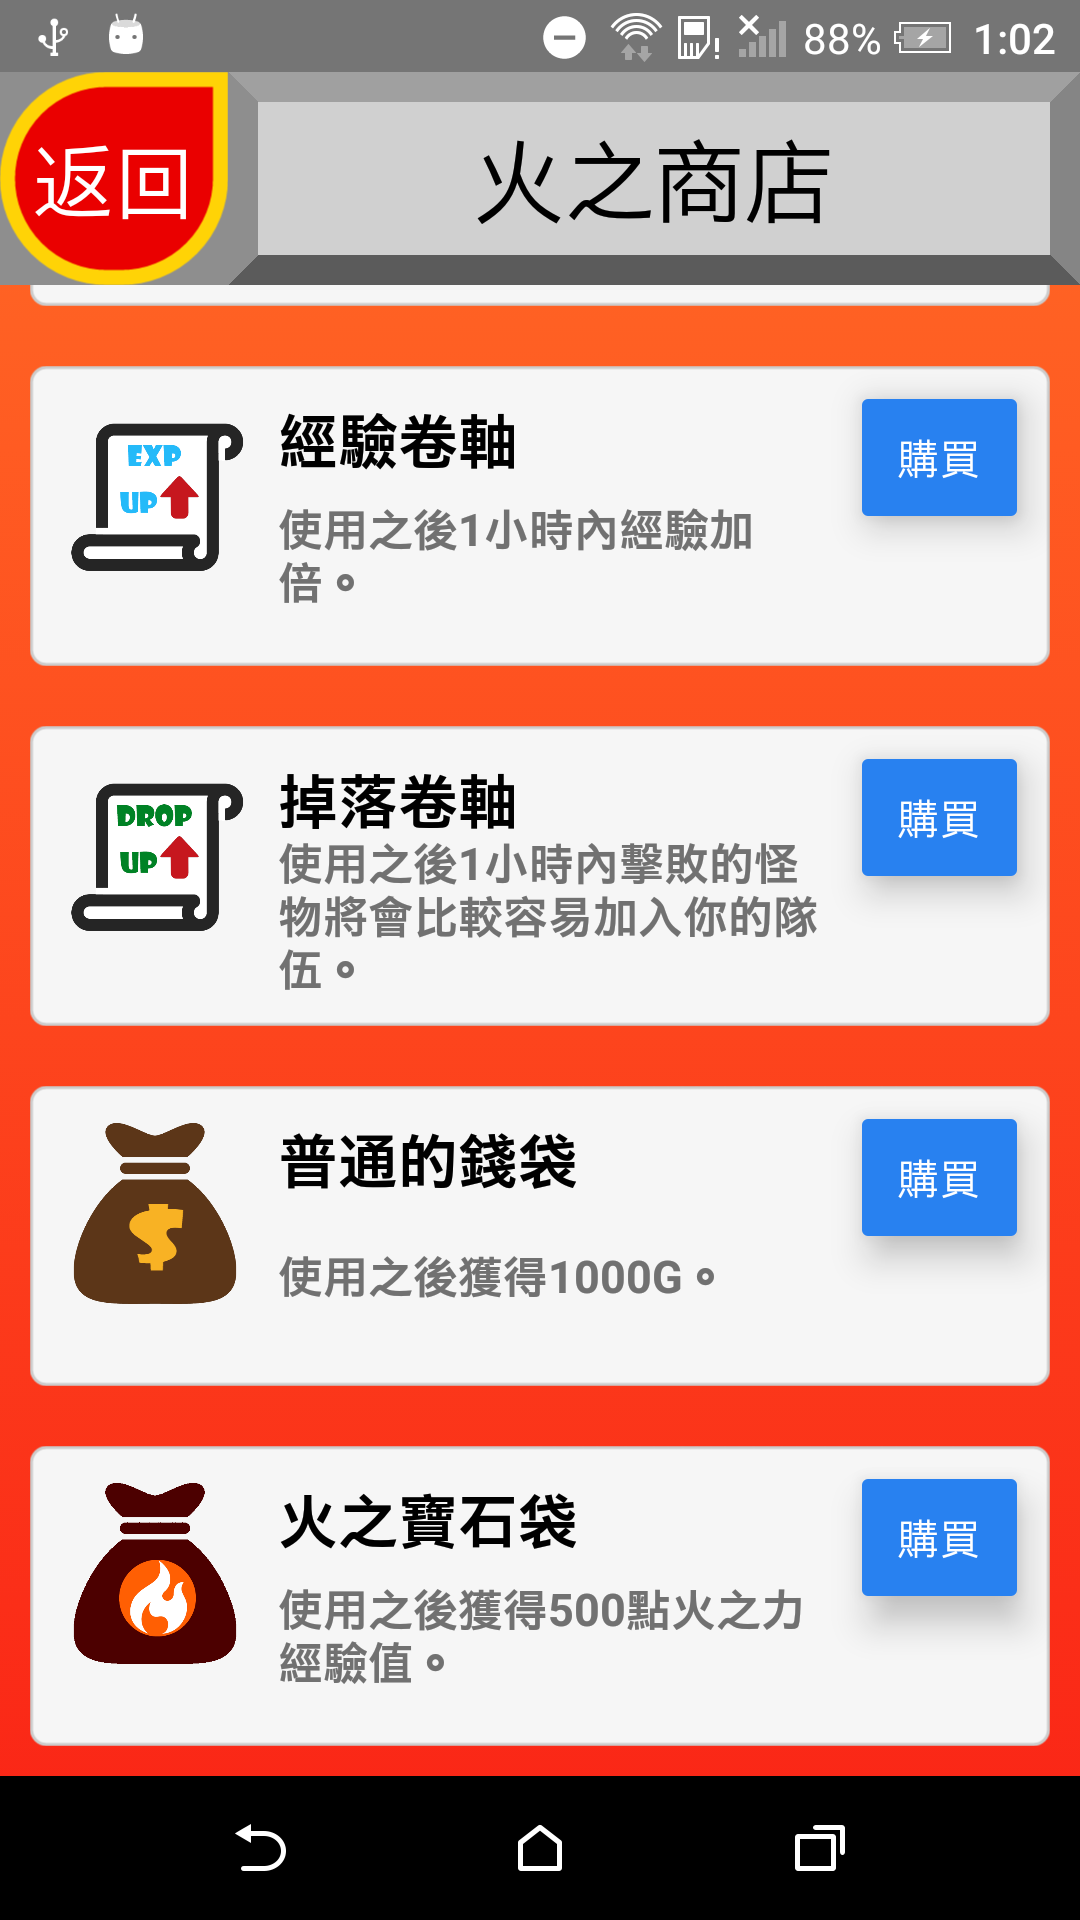 88% 1:02
返回
火之商店
EXP
UP
經驗卷軸
購買
使用之後1小時內經驗加
倍。
DROP
UP
掉落卷軸
購買
使用之後1小時內擊敗的怪
物將會比較容易加入你的隊
伍。
$
普通的錢袋
購買
使用之後獲得1000G。
火之寶石袋
購買
使用之後獲得500點火之力
經驗值。